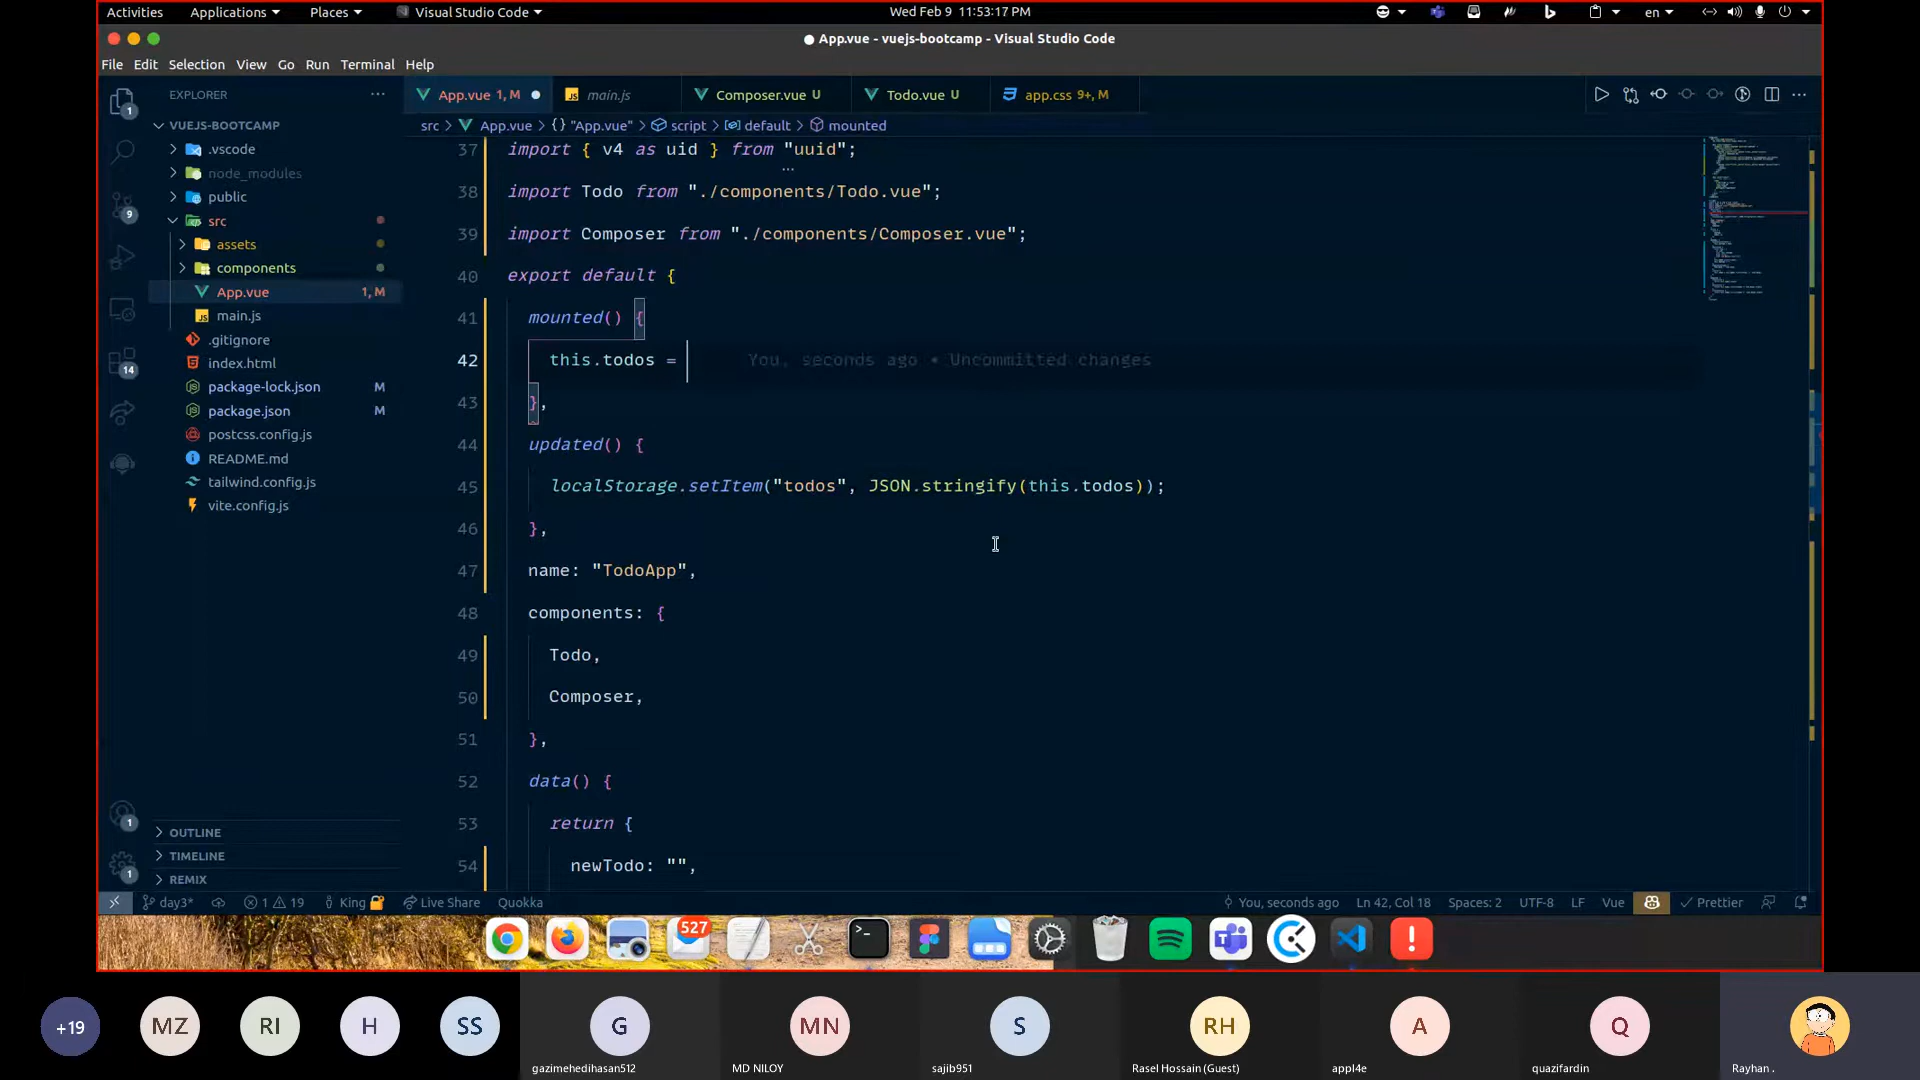 Activities Applications Places Visual Studio Code Wed Feb 9 11:53:17 PM en
● App.vue - vuejs-bootcamp - Visual Studio Code
File Edit Selection View Go Run Terminal Help
EXPLORER ···
App.vue 1, M ● main.js Composer.vue U Todo.vue U app.css 9+, M
src > App.vue > {} "App.vue" > script > default > mounted
VUEJS-BOOTCAMP
.vscode
node_modules
public
src
assets
components
App.vue 1, M
main.js
.gitignore
index.html
package-lock.json M
package.json M
postcss.config.js
README.md
tailwind.config.js
vite.config.js
OUTLINE
TIMELINE
REMIX
1
9
14
1
1
37 import { v4 as uid } from "uuid";
38 import Todo from "./components/Todo.vue";
39 import Composer from "./components/Composer.vue";
40 export default {
41 mounted() {
42 this.todos = You, seconds ago • Uncommitted changes
43 },
44 updated() {
45 localStorage.setItem("todos", JSON.stringify(this.todos));
46 },
47 name: "TodoApp",
48 components: {
49 Todo,
50 Composer,
51 },
52 data() {
53 return {
54 newTodo: "",
day3* 1 19 King Live Share Quokka You, seconds ago Ln 42, Col 18 Spaces: 2 UTF-8 LF Vue Prettier
527
+19 MZ RI H SS G MN S RH A Q
gazimehedihasan512 MD NILOY sajib951 Rasel Hossain (Guest) appl4e quazifardin Rayhan .